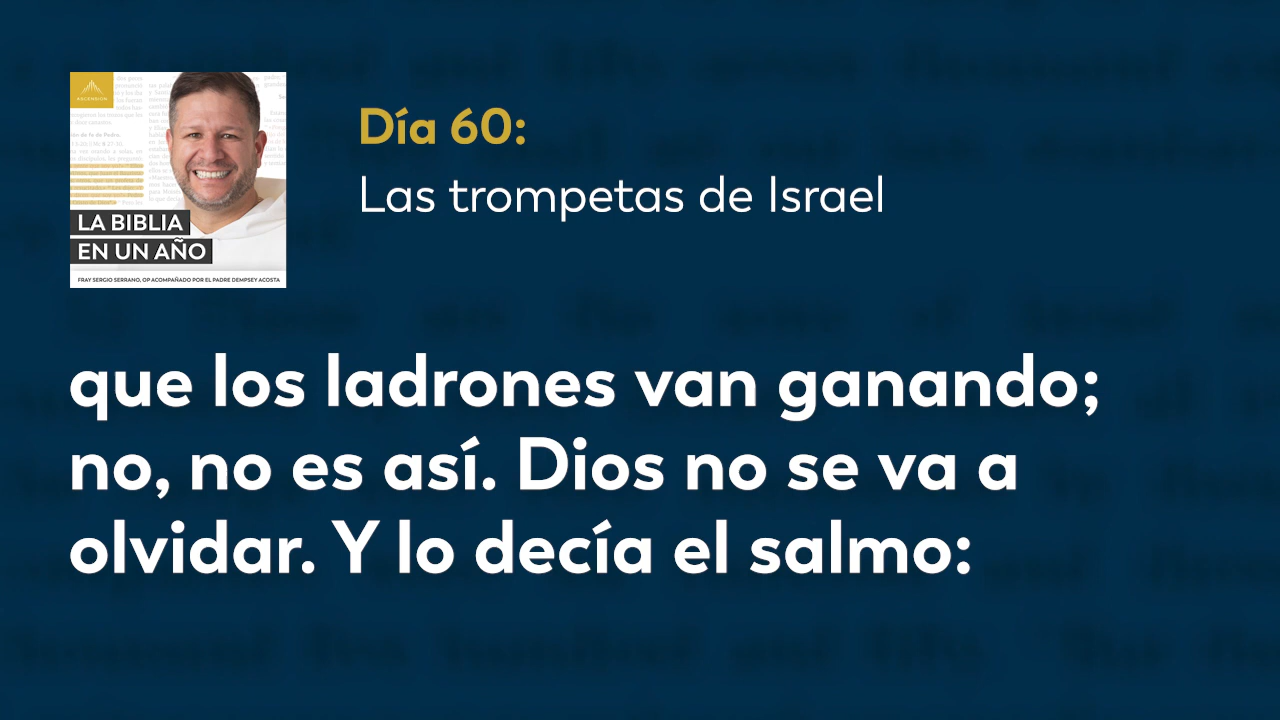 ASCENSION
LA BIBLIA
EN UN AÑO
FRAY SERGIO SERRANO, OP ACOMPAÑADO POR EL PADRE DEMPSEY ACOSTA
Día 60:
Las trompetas de Israel
que los ladrones van ganando;
no, no es así. Dios no se va a
olvidar. Y lo decía el salmo: